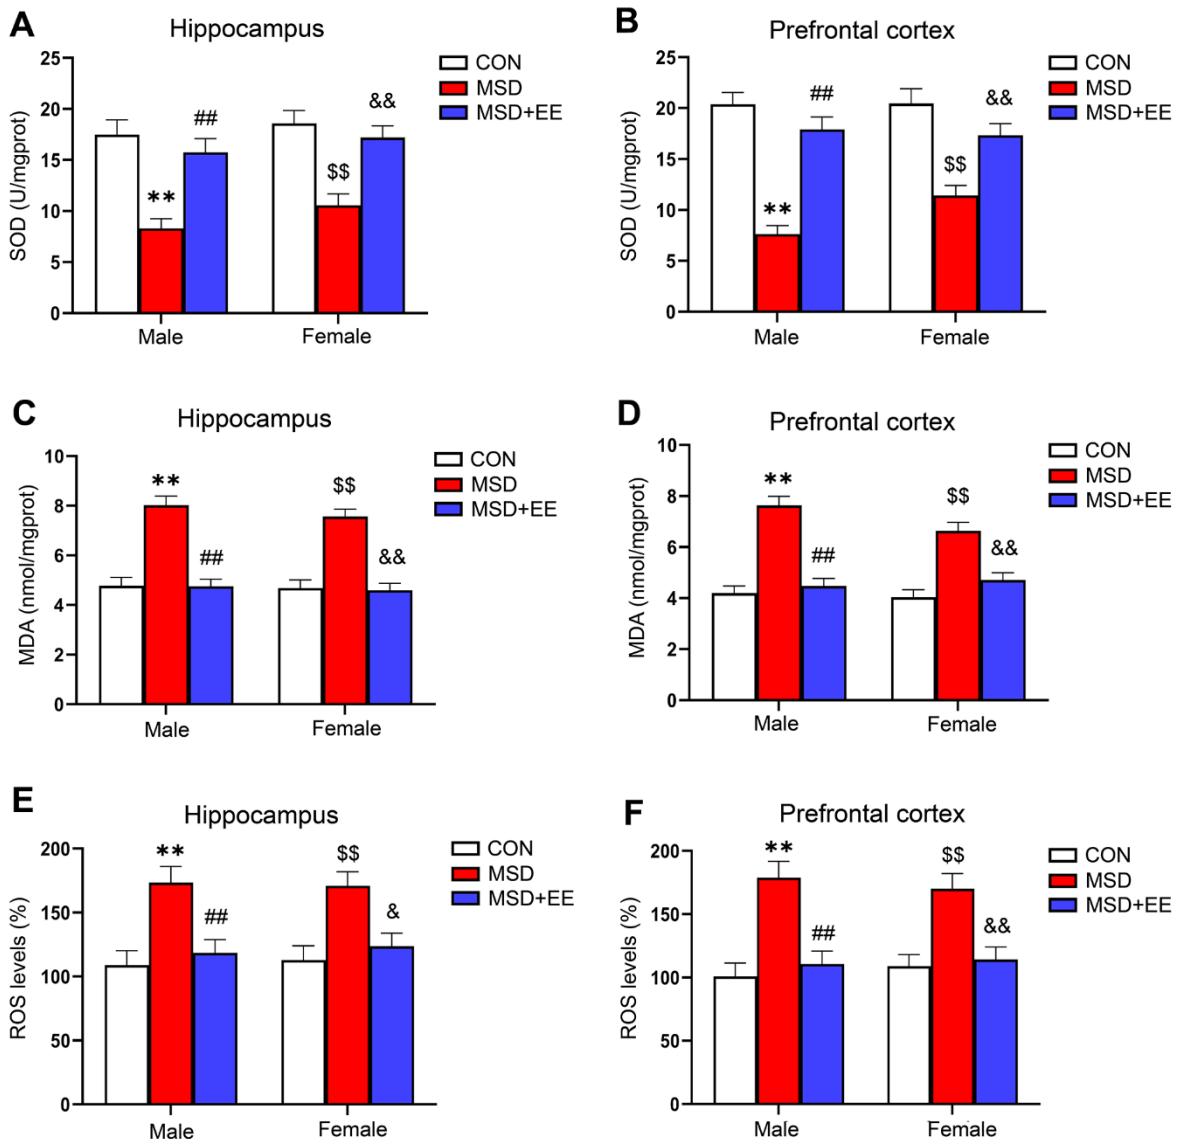 A
Hippocampus
SOD (U/mgprot)
25
20
15
10
5
0
**
##
$$
&&
Male
Female
CON
MSD
MSD+EE
B
Prefrontal cortex
SOD (U/mgprot)
25
20
15
10
5
0
**
##
$$
&&
Male
Female
CON
MSD
MSD+EE
C
Hippocampus
MDA (nmol/mgprot)
10
8
6
4
2
0
**
##
$$
&&
Male
Female
CON
MSD
MSD+EE
D
Prefrontal cortex
MDA (nmol/mgprot)
10
8
6
4
2
0
**
##
$$
&&
Male
Female
CON
MSD
MSD+EE
E
Hippocampus
ROS levels (%)
200
150
100
50
0
**
##
$$
&
Male
Female
CON
MSD
MSD+EE
F
Prefrontal cortex
ROS levels (%)
200
150
100
50
0
**
##
$$
&&
Male
Female
CON
MSD
MSD+EE